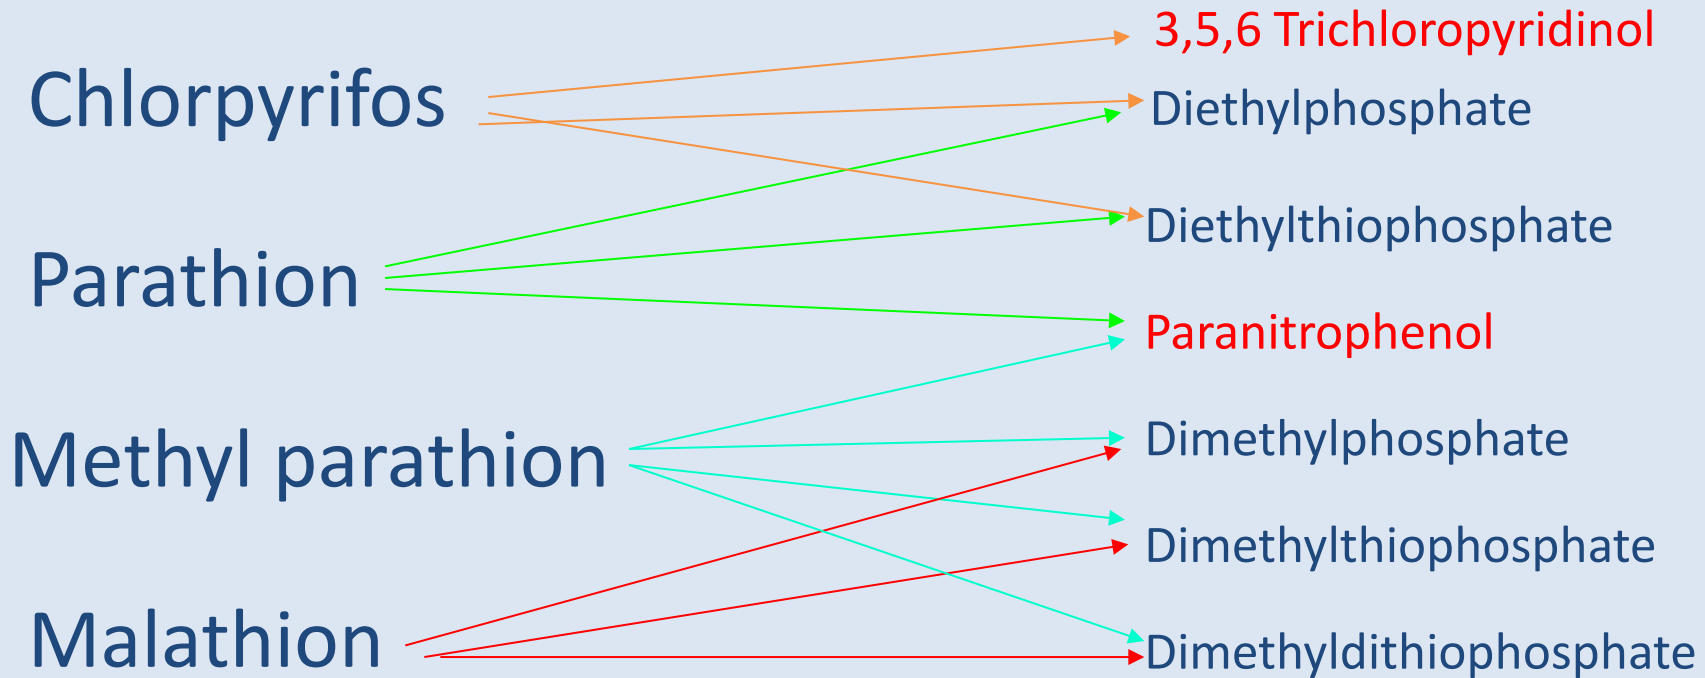 3,5,6 Trichloropyridinol
Chlorpyrifos
Diethylphosphate
Diethylthiophosphate
Parathion
Paranitrophenol
Methyl parathion
Dimethylphosphate
Dimethylthiophosphate
Malathion
Dimethyldithiophosphate